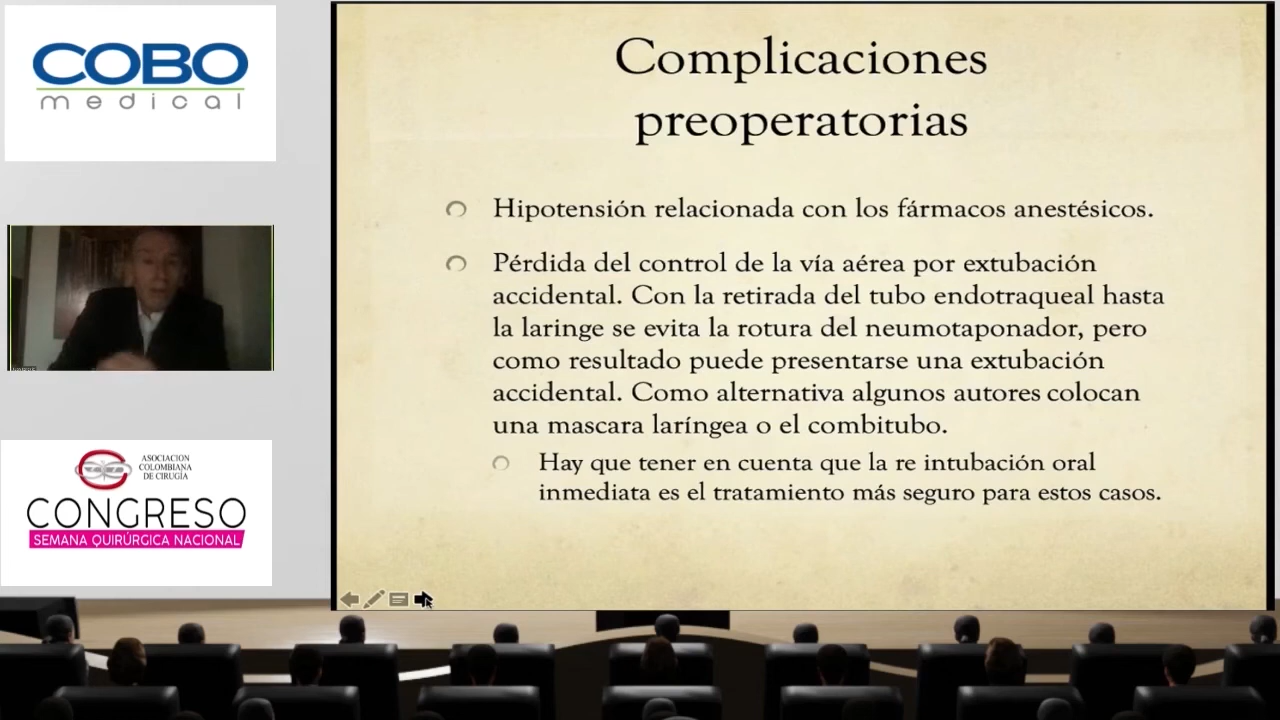 COBO
medical
ASOCIACION
COLOMBIANA
DE CIRUGÍA
CONGRESO
SEMANA QUIRÚRGICA NACIONAL
Complicaciones
preoperatorias
Hipotensión relacionada con los fármacos anestésicos.
Pérdida del control de la vía aérea por extubación
accidental. Con la retirada del tubo endotraqueal hasta
la laringe se evita la rotura del neumotaponador, pero
como resultado puede presentarse una extubación
accidental. Como alternativa algunos autores colocan
una mascara laríngea o el combitubo.
Hay que tener en cuenta que la re intubación oral
inmediata es el tratamiento más seguro para estos casos.